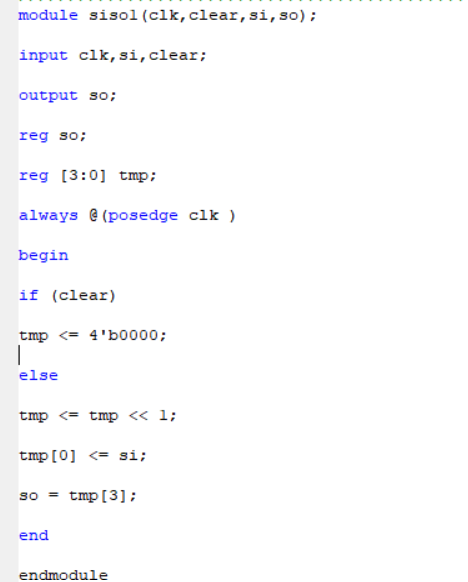 module sisol(clk,clear,si,so);
input clk,si,clear;
output so;
reg so;
reg [3:0] tmp;
always @(posedge clk )
begin
if (clear)
tmp <= 4'b0000;
else
tmp <= tmp << 1;
tmp[0] <= si;
so = tmp[3];
end
endmodule